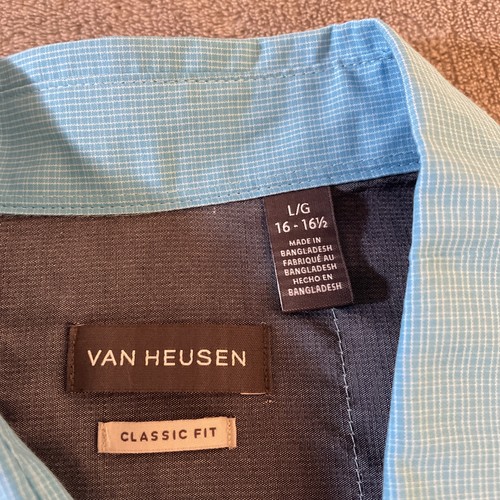 L/G
16 - 16½
MADE IN
BANGLADESH
FABRIQUÉ AU
BANGLADESH
HECHO EN
BANGLADESH
VAN HEUSEN
CLASSIC FIT